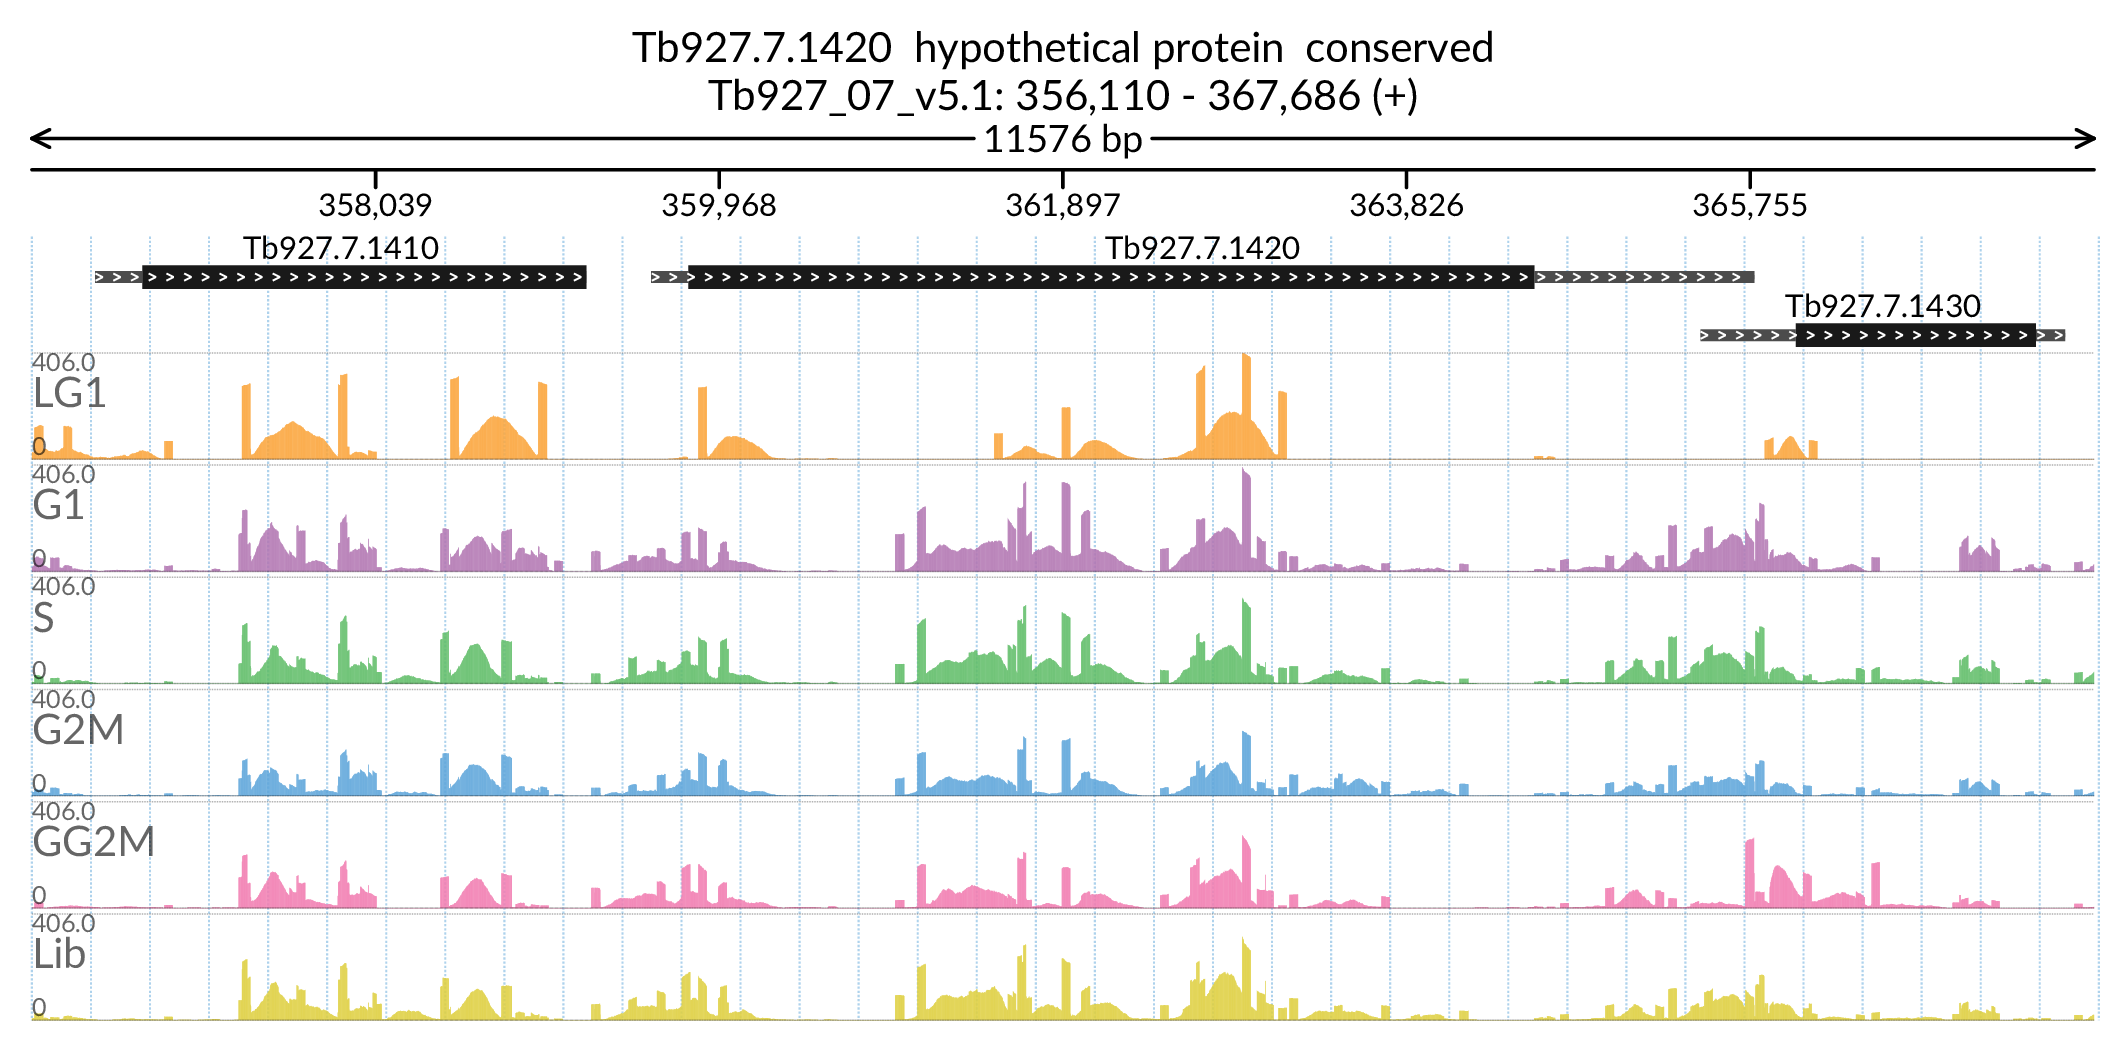 Tb927.7.1420 hypothetical protein conserved
Tb927_07_v5.1: 356,110 - 367,686 (+)
11576 bp
358,039 359,968 361,897 363,826 365,755
Tb927.7.1410 Tb927.7.1420
Tb927.7.1430
406.0
LG1
0
406.0
G1
0
406.0
S
0
406.0
G2M
0
406.0
GG2M
0
406.0
Lib
0